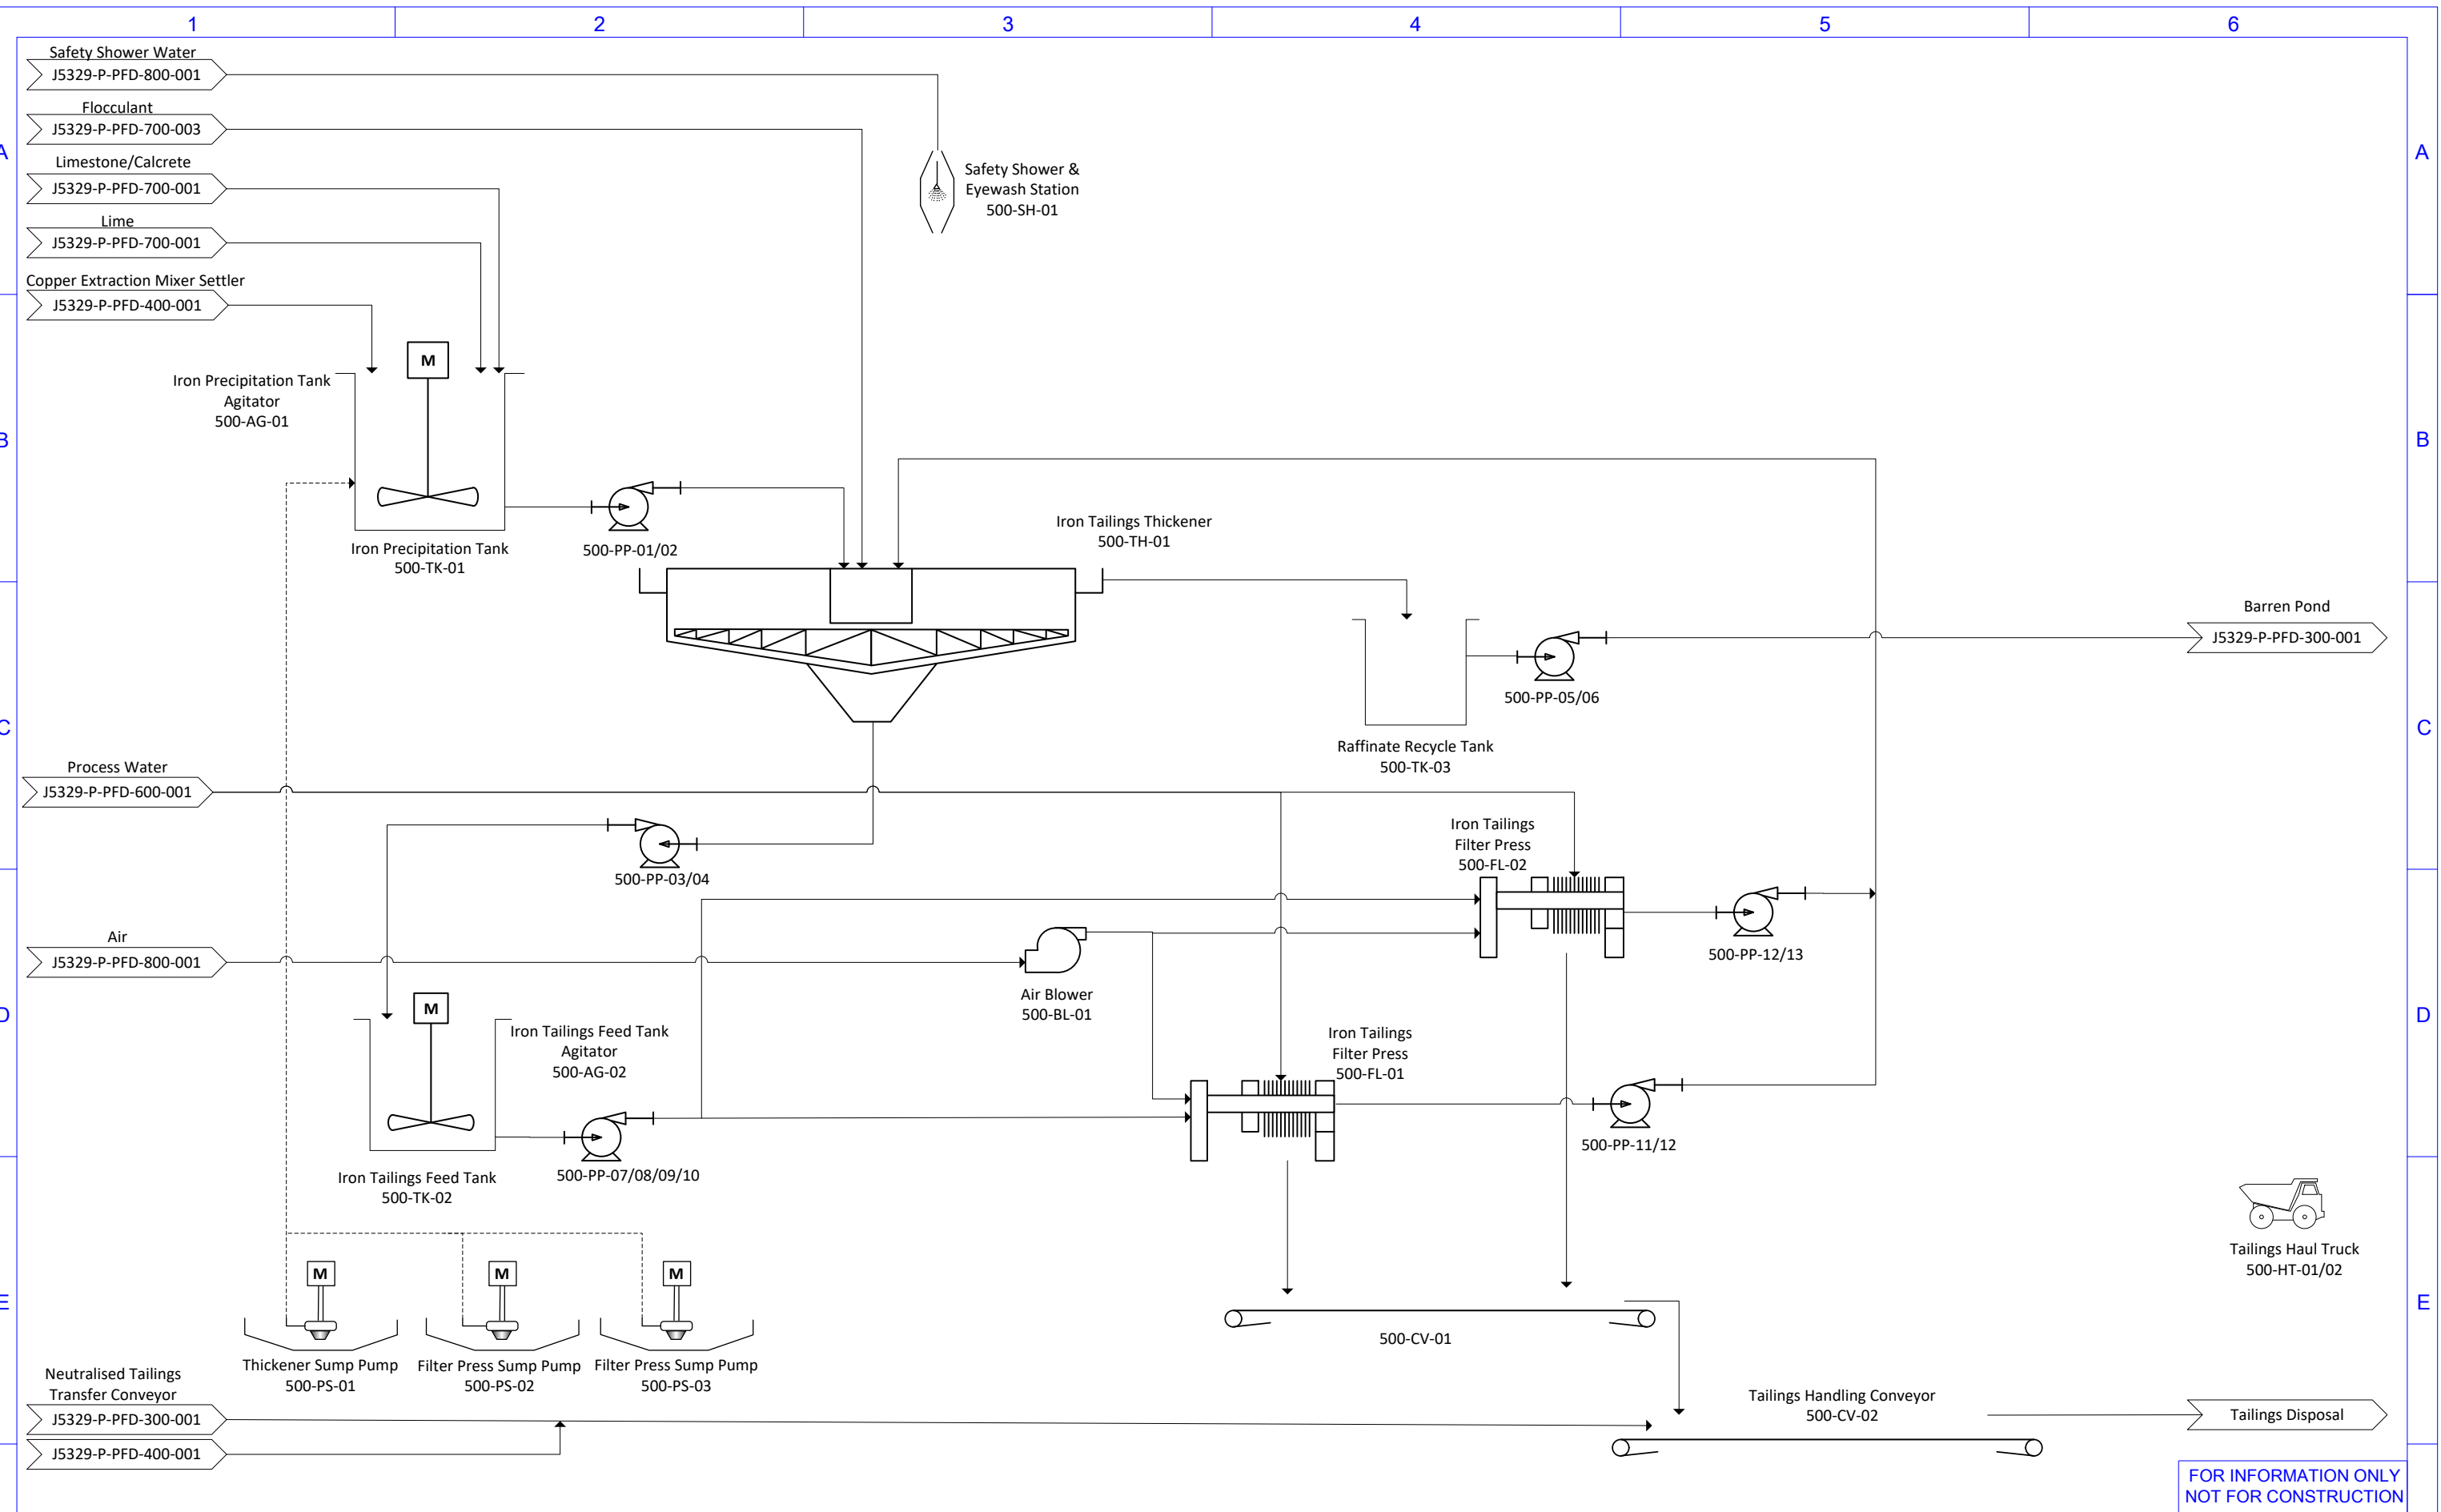 1
2
3
4
5
6
Safety Shower Water
J5329-P-PFD-800-001
Flocculant
J5329-P-PFD-700-003
A
A
Limestone/Calcrete
J5329-P-PFD-700-001
Safety Shower &
Eyewash Station
500-SH-01
Lime
J5329-P-PFD-700-001
Copper Extraction Mixer Settler
J5329-P-PFD-400-001
M
Iron Precipitation Tank
Agitator
500-AG-01
B
B
Iron Precipitation Tank
500-TK-01
500-PP-01/02
Iron Tailings Thickener
500-TH-01
Barren Pond
J5329-P-PFD-300-001
500-PP-05/06
C
C
Raffinate Recycle Tank
500-TK-03
Process Water
J5329-P-PFD-600-001
500-PP-03/04
Iron Tailings
Filter Press
500-FL-02
Air
J5329-P-PFD-800-001
500-PP-12/13
Air Blower
500-BL-01
M
D
D
Iron Tailings Feed Tank
Agitator
500-AG-02
Iron Tailings
Filter Press
500-FL-01
500-PP-11/12
Iron Tailings Feed Tank
500-TK-02
500-PP-07/08/09/10
Tailings Haul Truck
500-HT-01/02
M
M
M
E
E
500-CV-01
Thickener Sump Pump
500-PS-01
Filter Press Sump Pump
500-PS-02
Filter Press Sump Pump
500-PS-03
Neutralised Tailings
Transfer Conveyor
J5329-P-PFD-300-001
J5329-P-PFD-400-001
Tailings Handling Conveyor
500-CV-02
Tailings Disposal
FOR INFORMATION ONLY
NOT FOR CONSTRUCTION